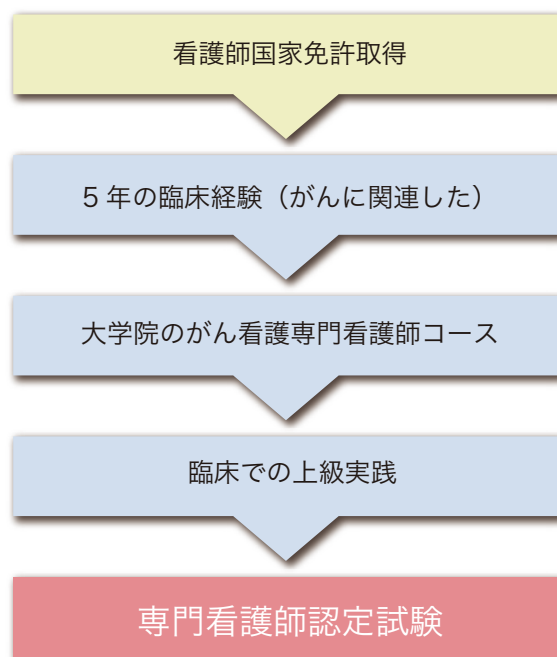 看護師国家免許取得
5年の臨床経験（がんに関連した）
大学院のがん看護専門看護師コース
臨床での上級実践
専門看護師認定試験